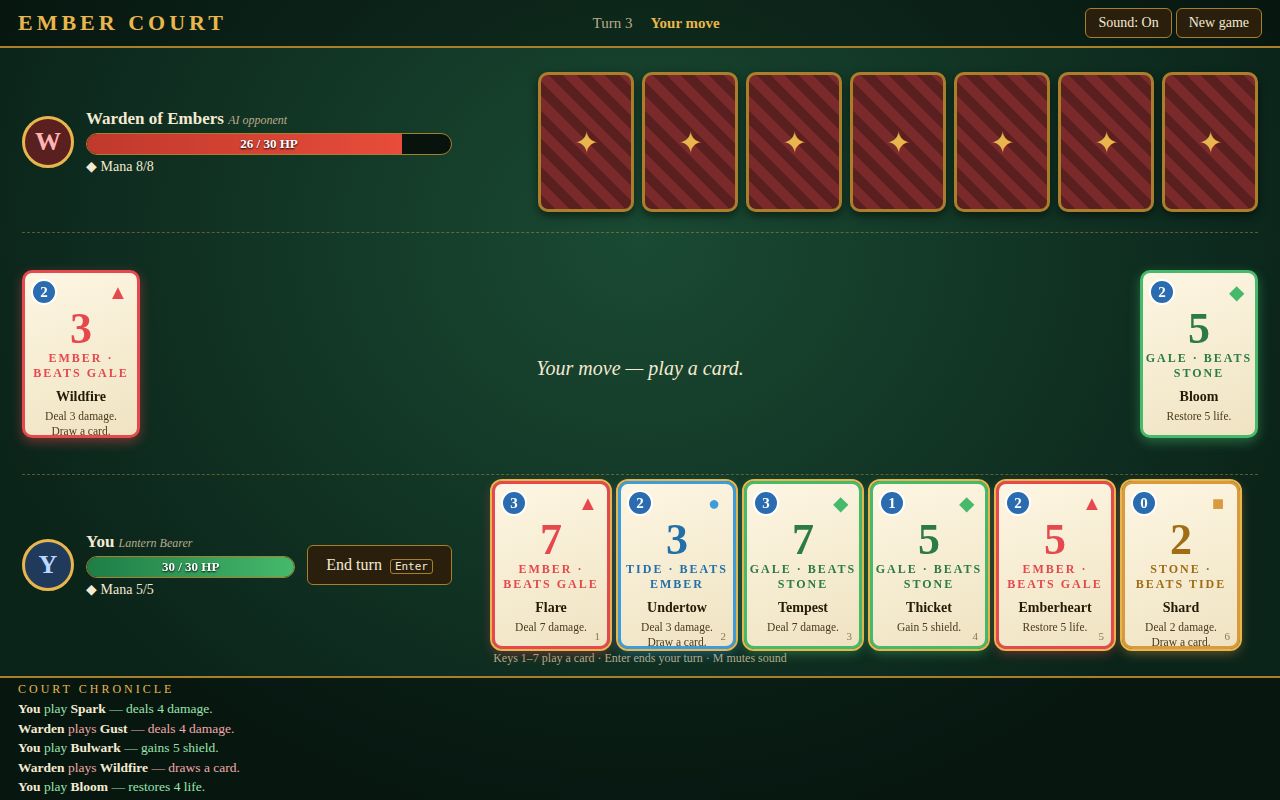 EMBER COURT
Turn 3 Your move
Sound: On
New game
W
Warden of Embers AI opponent
26 / 30 HP
◆ Mana 8/8
2
3
EMBER ·
BEATS GALE
Wildfire
Deal 3 damage.
Draw a card.
Your move — play a card.
2
5
GALE · BEATS
STONE
Bloom
Restore 5 life.
Y
You Lantern Bearer
30 / 30 HP
◆ Mana 5/5
End turn Enter
3
7
EMBER ·
BEATS GALE
Flare
Deal 7 damage.
1
2
3
TIDE · BEATS
EMBER
Undertow
Deal 3 damage.
Draw a card.
2
3
7
GALE · BEATS
STONE
Tempest
Deal 7 damage.
3
1
5
GALE · BEATS
STONE
Thicket
Gain 5 shield.
4
2
5
EMBER ·
BEATS GALE
Emberheart
Restore 5 life.
5
0
2
STONE ·
BEATS TIDE
Shard
Deal 2 damage.
Draw a card.
6
Keys 1–7 play a card · Enter ends your turn · M mutes sound
COURT CHRONICLE
You play Spark — deals 4 damage.
Warden plays Gust — deals 4 damage.
You play Bulwark — gains 5 shield.
Warden plays Wildfire — draws a card.
You play Bloom — restores 4 life.